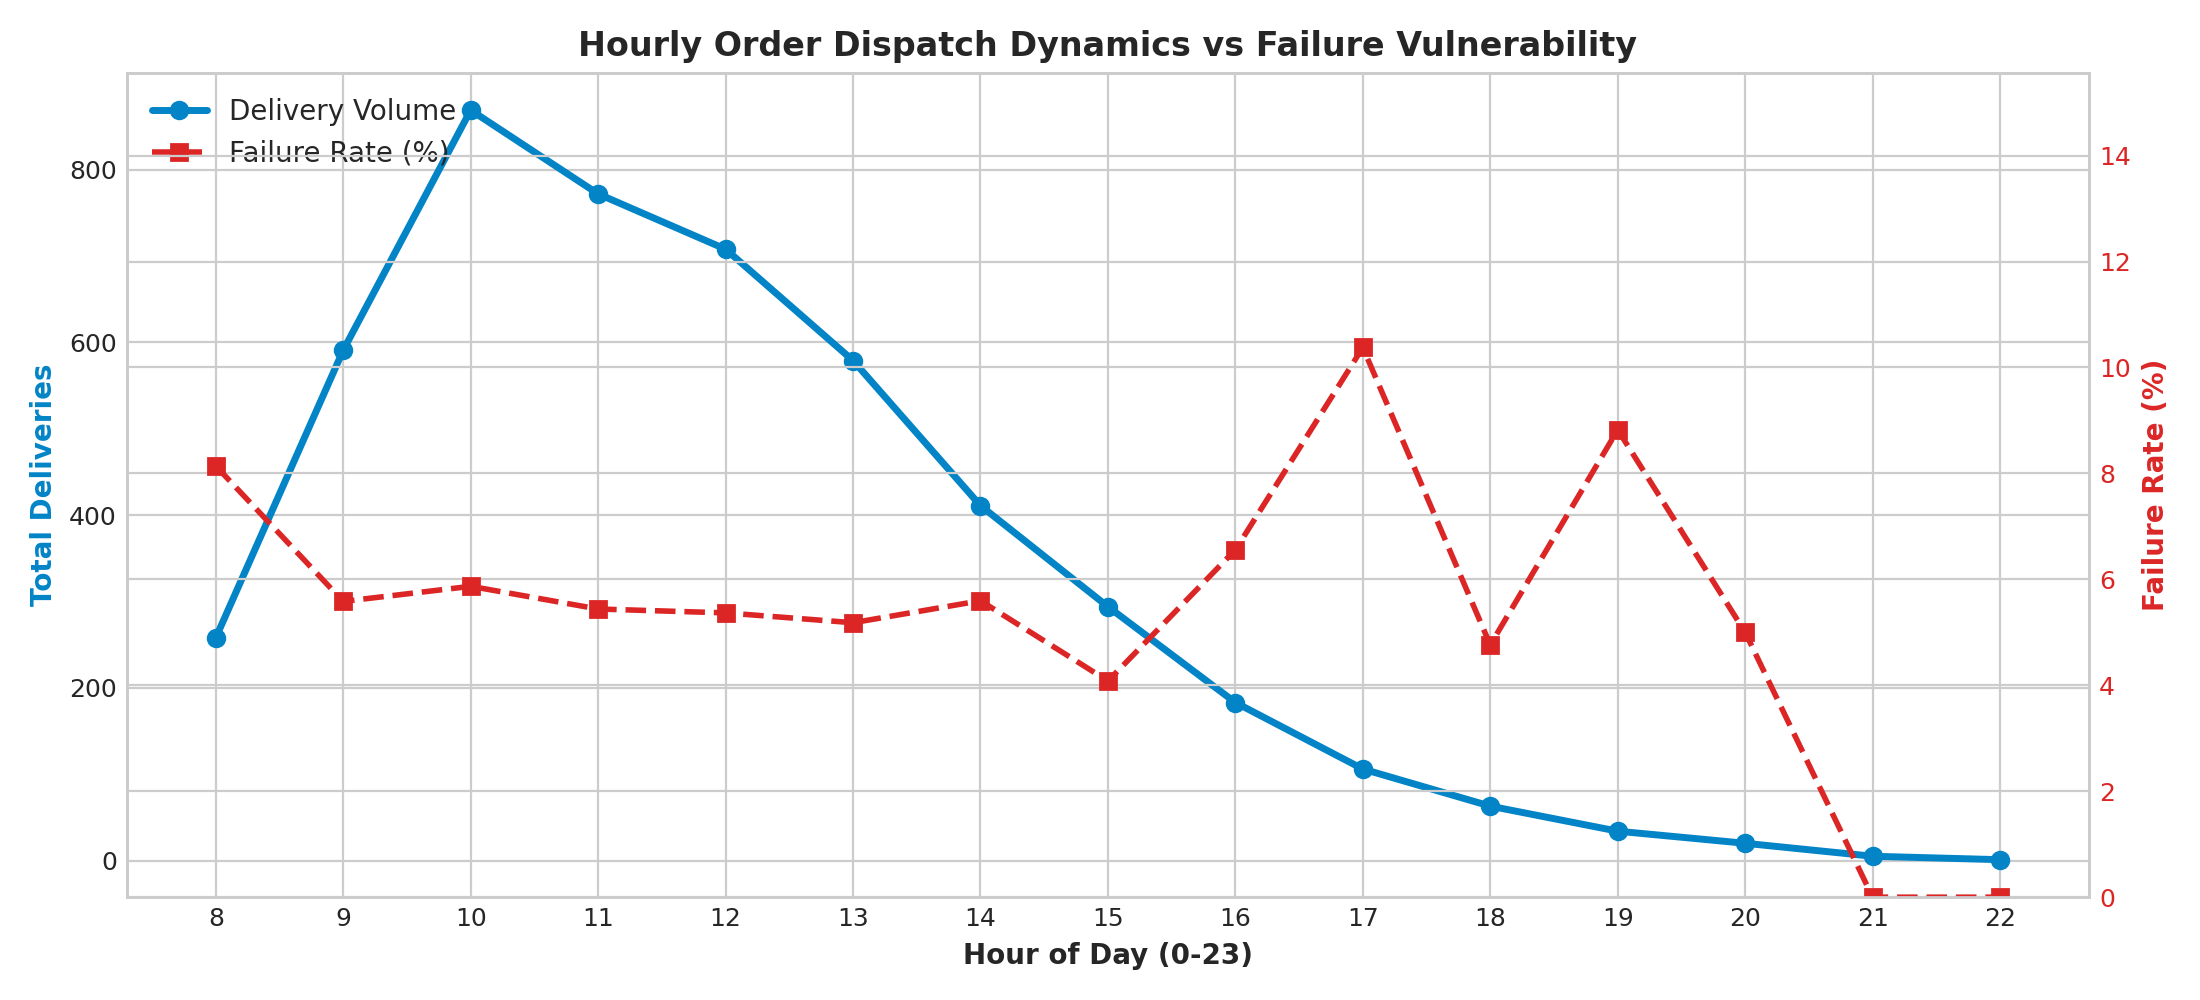 Hourly Order Dispatch Dynamics vs Failure Vulnerability
Delivery Volume
Failure Rate (%)
Total Deliveries
800
600
400
200
0
14
12
10
8
6
4
2
0
Failure Rate (%)
8 9 10 11 12 13 14 15 16 17 18 19 20 21 22
Hour of Day (0-23)